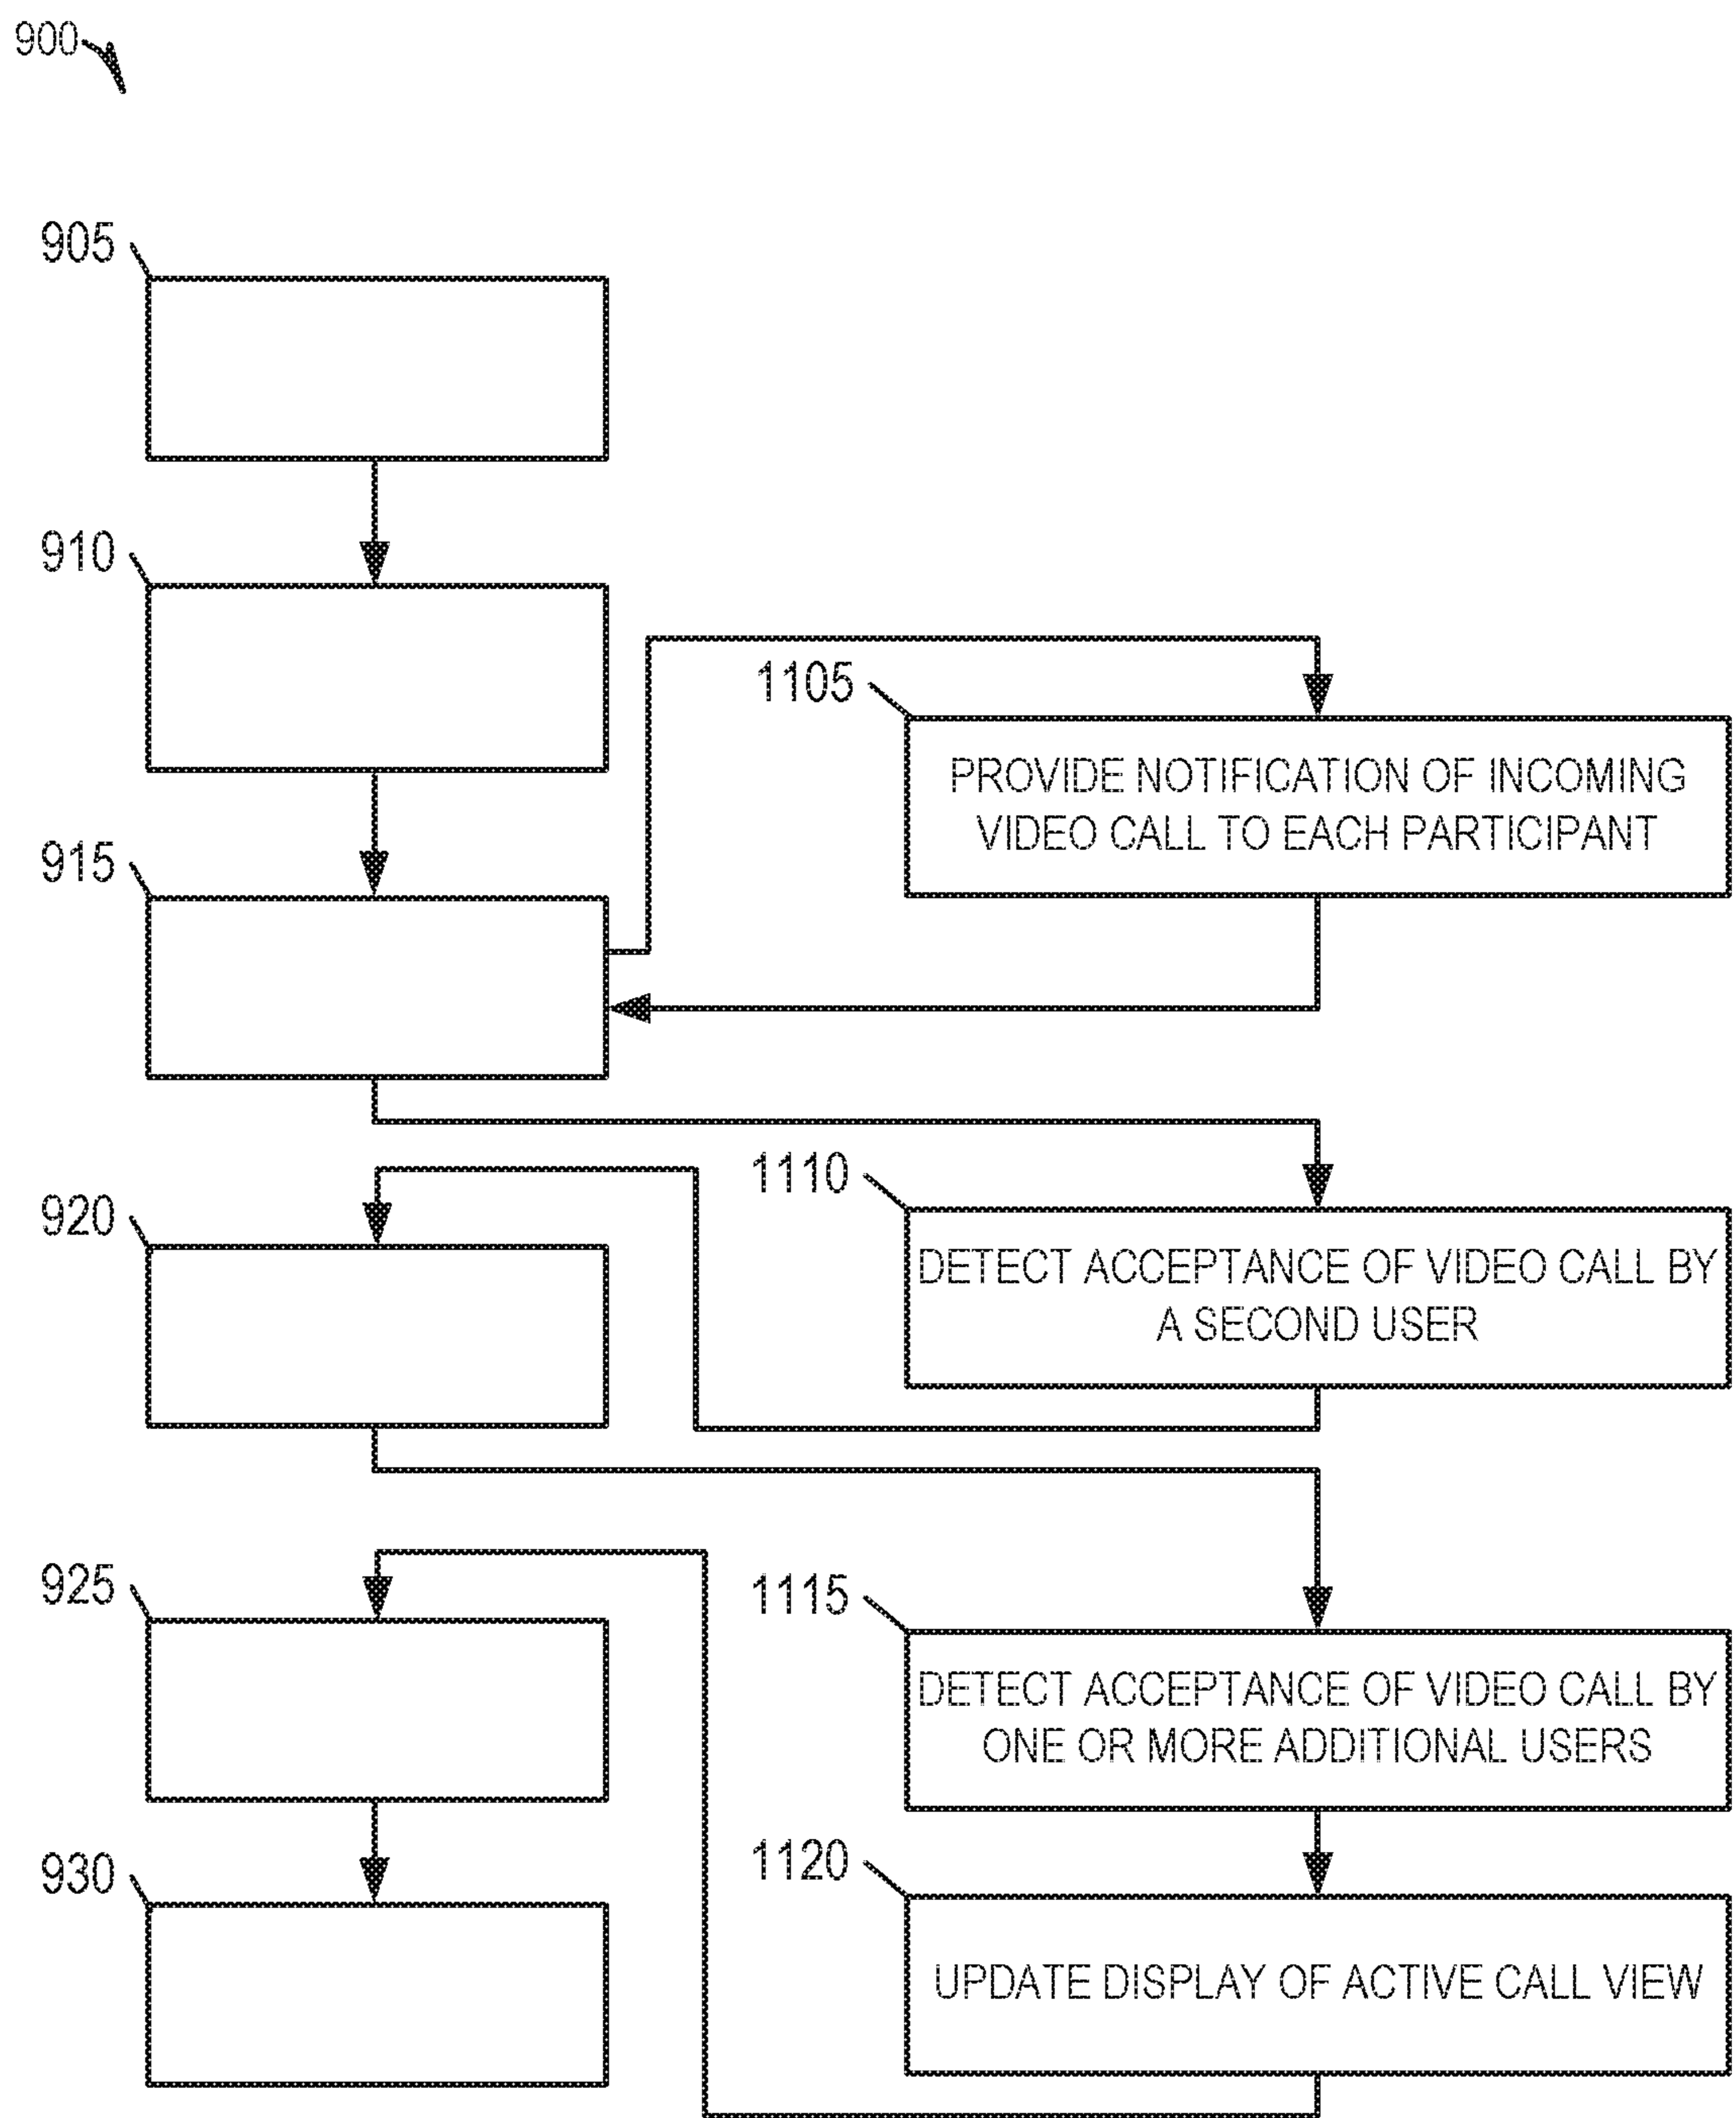 900
905
910
1105
PROVIDE NOTIFICATION OF INCOMING
VIDEO CALL TO EACH PARTICIPANT
915
1110
920
DETECT ACCEPTANCE OF VIDEO CALL BY
A SECOND USER
925
1115
DETECT ACCEPTANCE OF VIDEO CALL BY
ONE OR MORE ADDITIONAL USERS
1120
930
UPDATE DISPLAY OF ACTIVE CALL VIEW